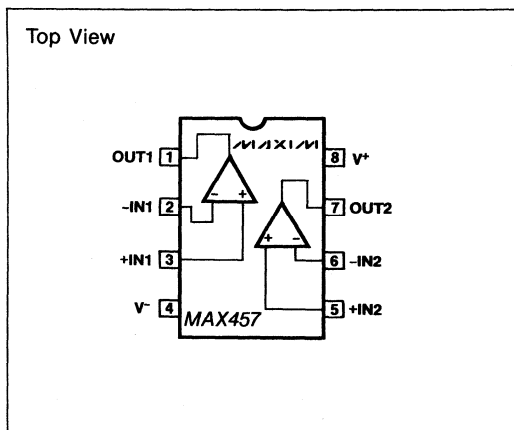 Top View
MAXIM
OUT1 1
8 V+
-IN1 2
7 OUT2
- +
+IN1 3
+ -
6 -IN2
V- 4
MAX457
5 +IN2